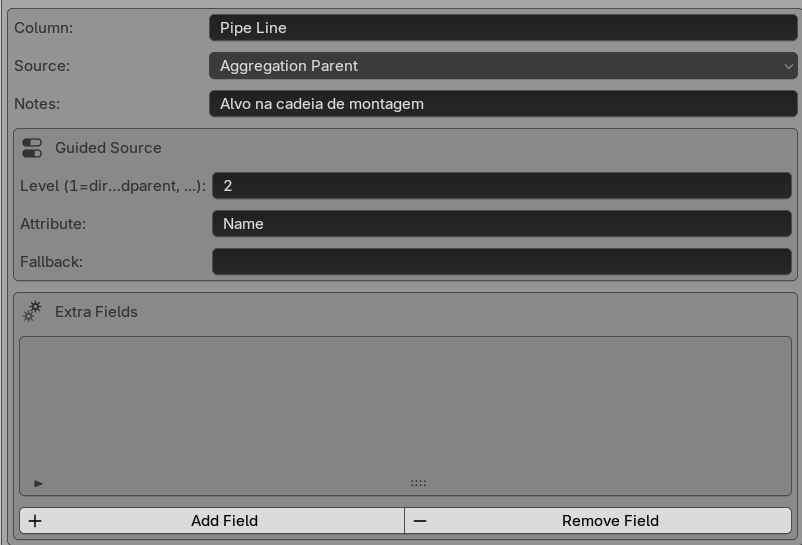 Column: Pipe Line
Source: Aggregation Parent
Notes: Alvo na cadeia de montagem
Guided Source
Level (1=dir...dparent, ...): 2
Attribute: Name
Fallback:
Extra Fields
Add Field
Remove Field